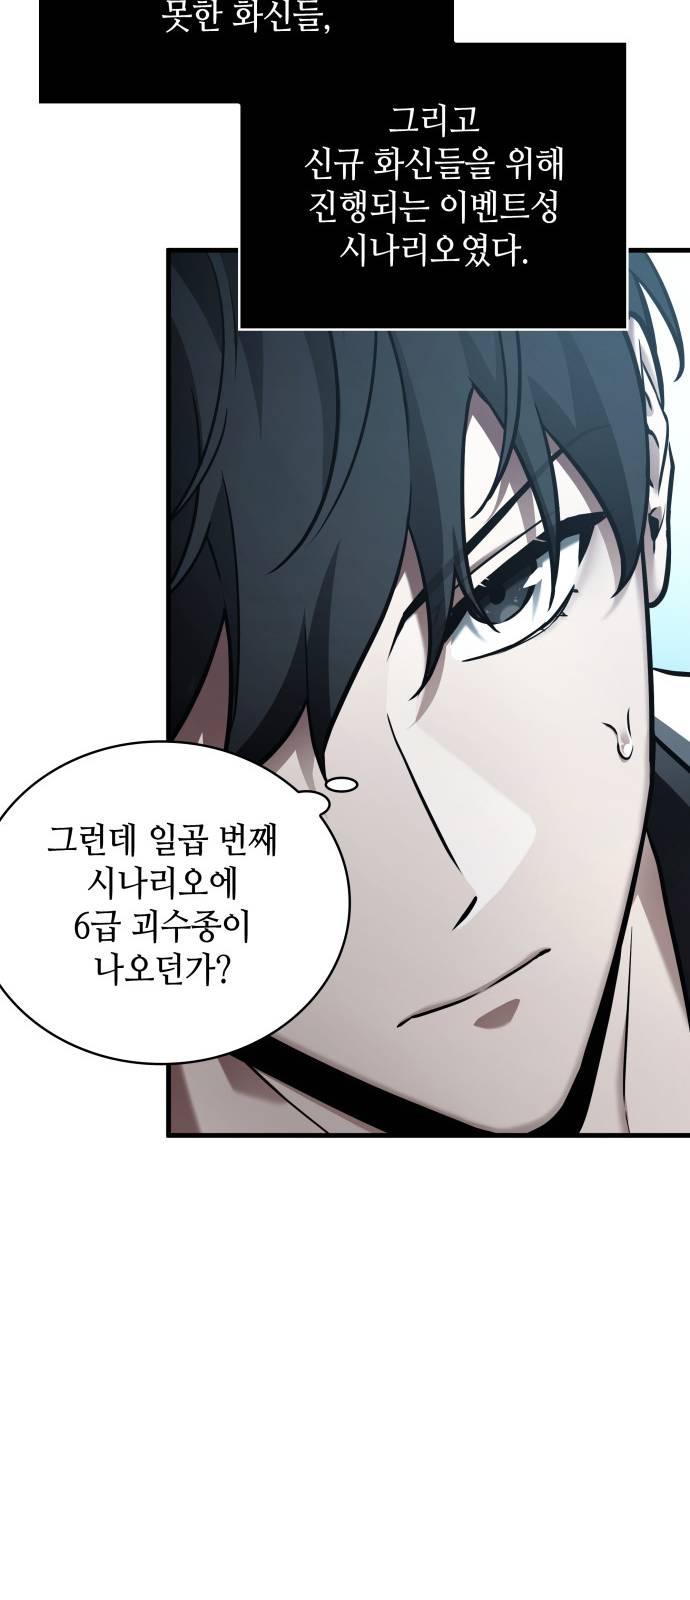 못한 화신들,
그리고
신규 화신들을 위해
진행되는 이벤트성
시나리오였다.
그런데 일곱 번째
시나리오에
6급 괴수종이
나오던가?